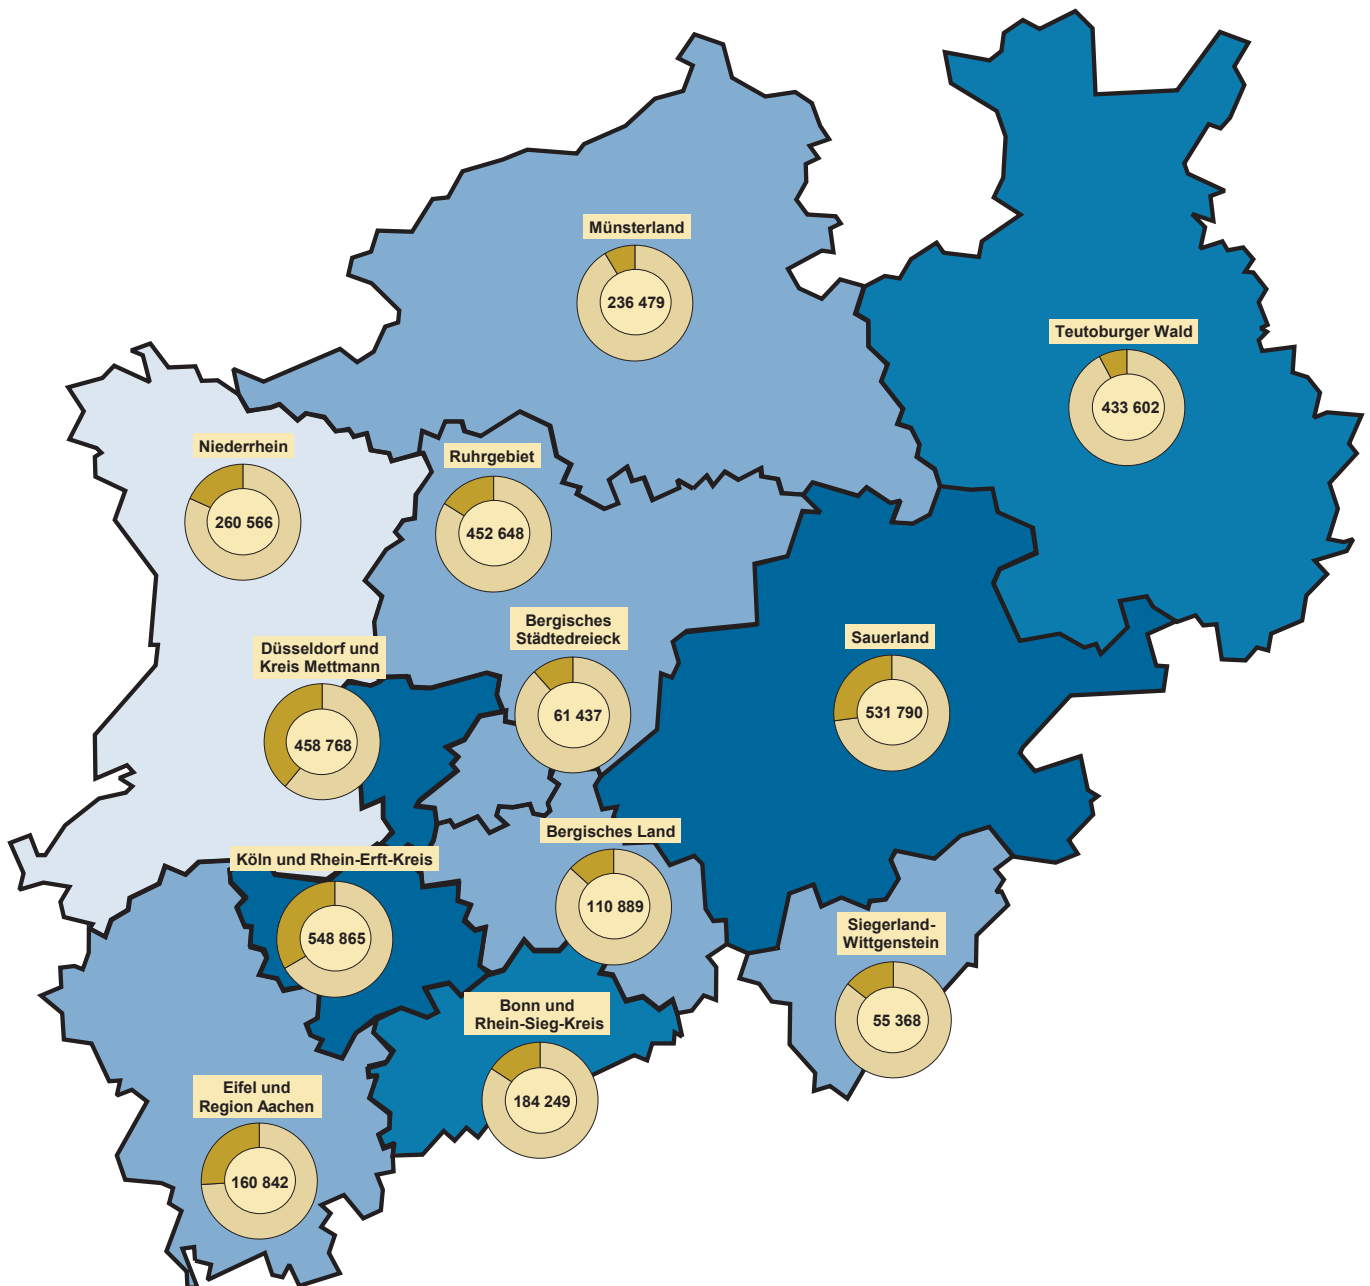 Münsterland
236 479
Teutoburger Wald
433 602
Niederrhein
260 566
Ruhrgebiet
452 648
Bergisches
Städtedreieck
61 437
Sauerland
531 790
Düsseldorf und
Kreis Mettmann
458 768
Bergisches Land
110 889
Köln und Rhein-Erft-Kreis
548 865
Siegerland-
Wittgenstein
55 368
Bonn und
Rhein-Sieg-Kreis
184 249
Eifel und
Region Aachen
160 842